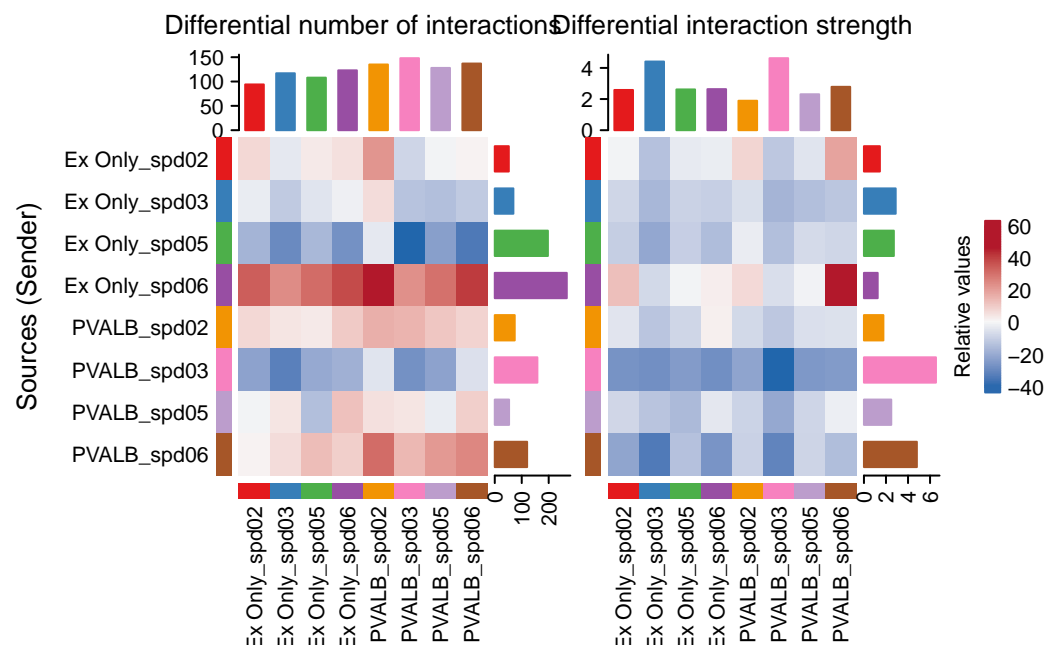 Differential number of interactions
Differential interaction strength
150
100
50
0
4
2
0
Ex Only_spd02
Ex Only_spd03
Ex Only_spd05
Ex Only_spd06
PVALB_spd02
PVALB_spd03
PVALB_spd05
PVALB_spd06
Sources (Sender)
0
100
200
0
2
4
6
Ex Only_spd02
Ex Only_spd03
Ex Only_spd05
Ex Only_spd06
PVALB_spd02
PVALB_spd03
PVALB_spd05
PVALB_spd06
Ex Only_spd02
Ex Only_spd03
Ex Only_spd05
Ex Only_spd06
PVALB_spd02
PVALB_spd03
PVALB_spd05
PVALB_spd06
Relative values
60
40
20
0
−20
−40